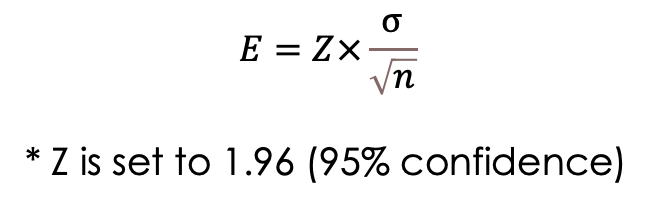 E = Z× σ/√n
* Z is set to 1.96 (95% confidence)